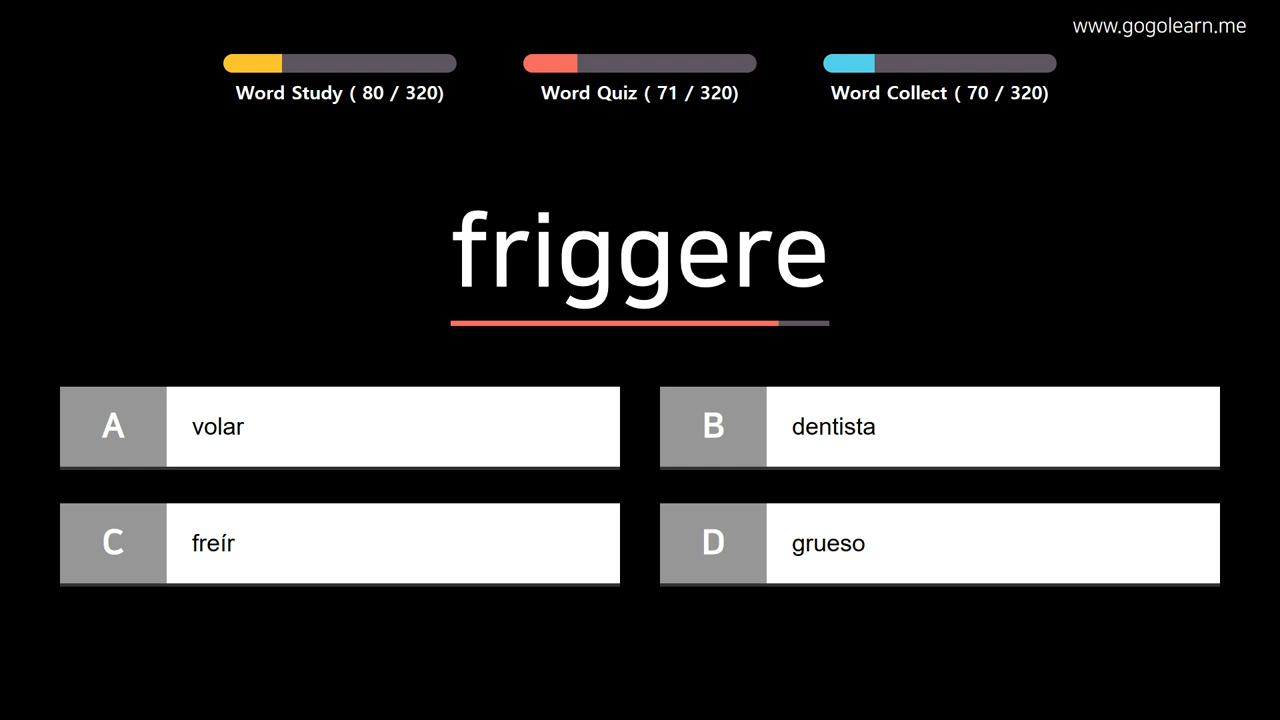 www.gogolearn.me
Word Study ( 80 / 320)
Word Quiz ( 71 / 320)
Word Collect ( 70 / 320)
friggere
A
volar
B
dentista
C
freír
D
grueso